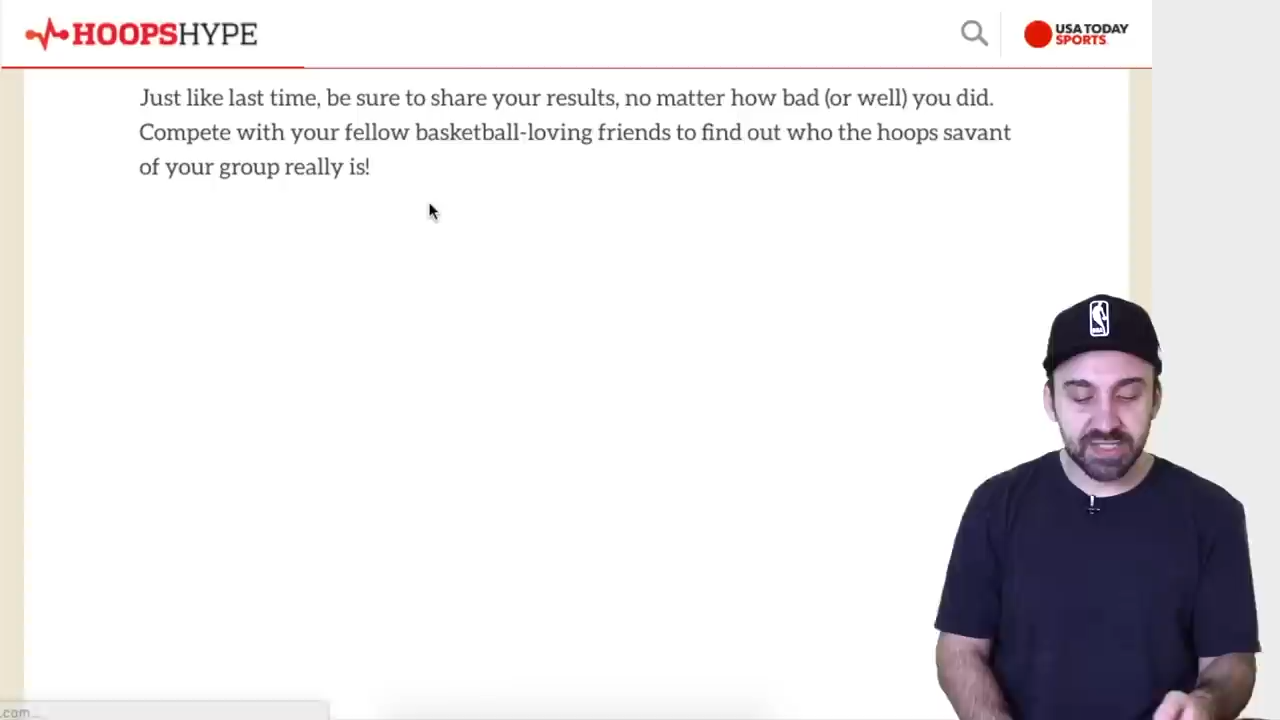 HOOPSHYPE
USA TODAY
SPORTS
Just like last time, be sure to share your results, no matter how bad (or well) you did.
Compete with your fellow basketball-loving friends to find out who the hoops savant
of your group really is!
.com